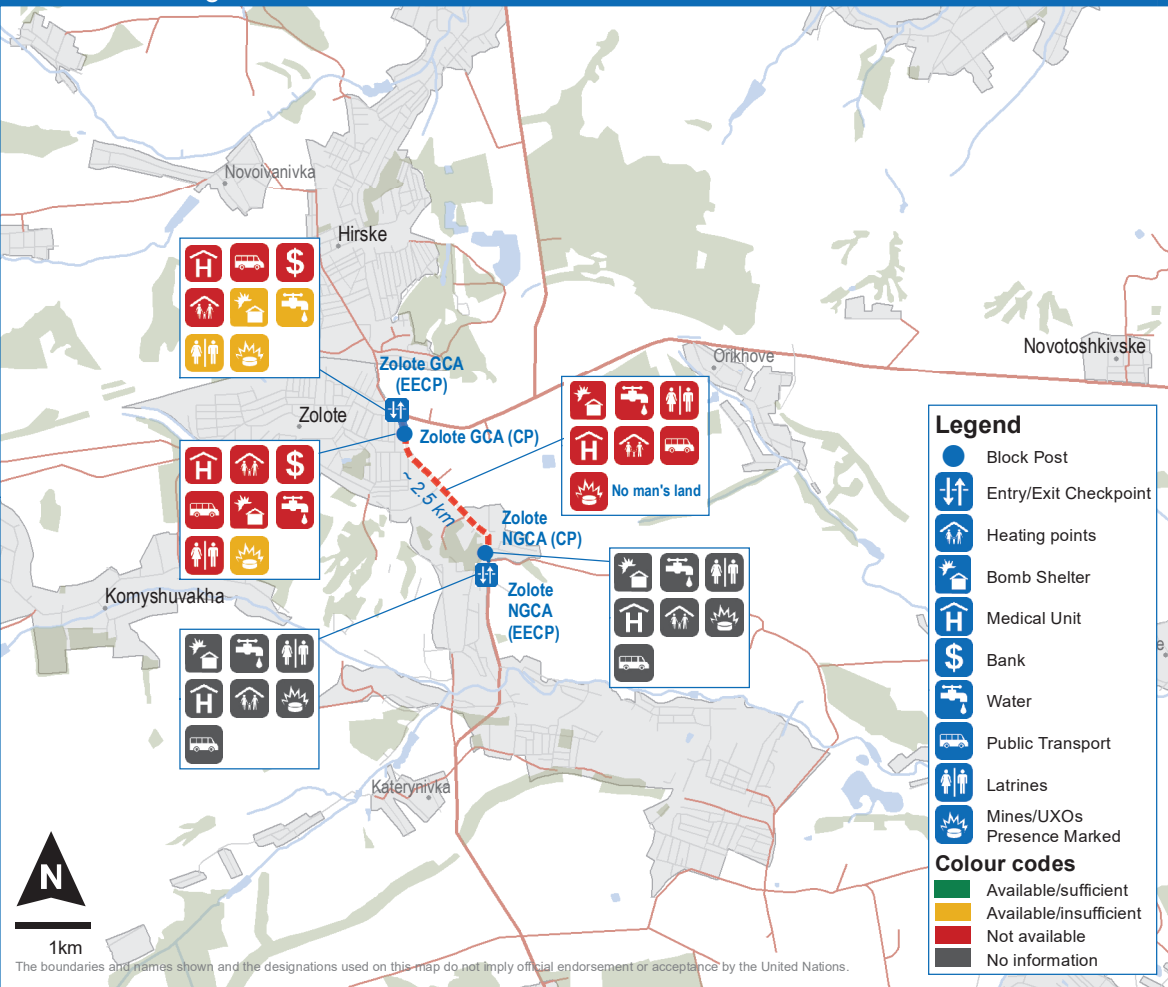 Novoivanivka
Hirske
H
$
Zolote GCA
(EECP)
Orikhove
Novotoshkivske
Zolote
Zolote GCA (CP)
H
$
~ 2.5 km
H
No man's land
Zolote
NGCA (CP)
Zolote
NGCA
(EECP)
Komyshuvakha
H
H
Katerynivka
N
1km
Legend
Block Post
Entry/Exit Checkpoint
Heating points
Bomb Shelter
H
Medical Unit
$
Bank
Water
Public Transport
Latrines
Mines/UXOs
Presence Marked
Colour codes
Available/sufficient
Available/insufficient
Not available
No information
The boundaries and names shown and the designations used on this map do not imply official endorsement or acceptance by the United Nations.